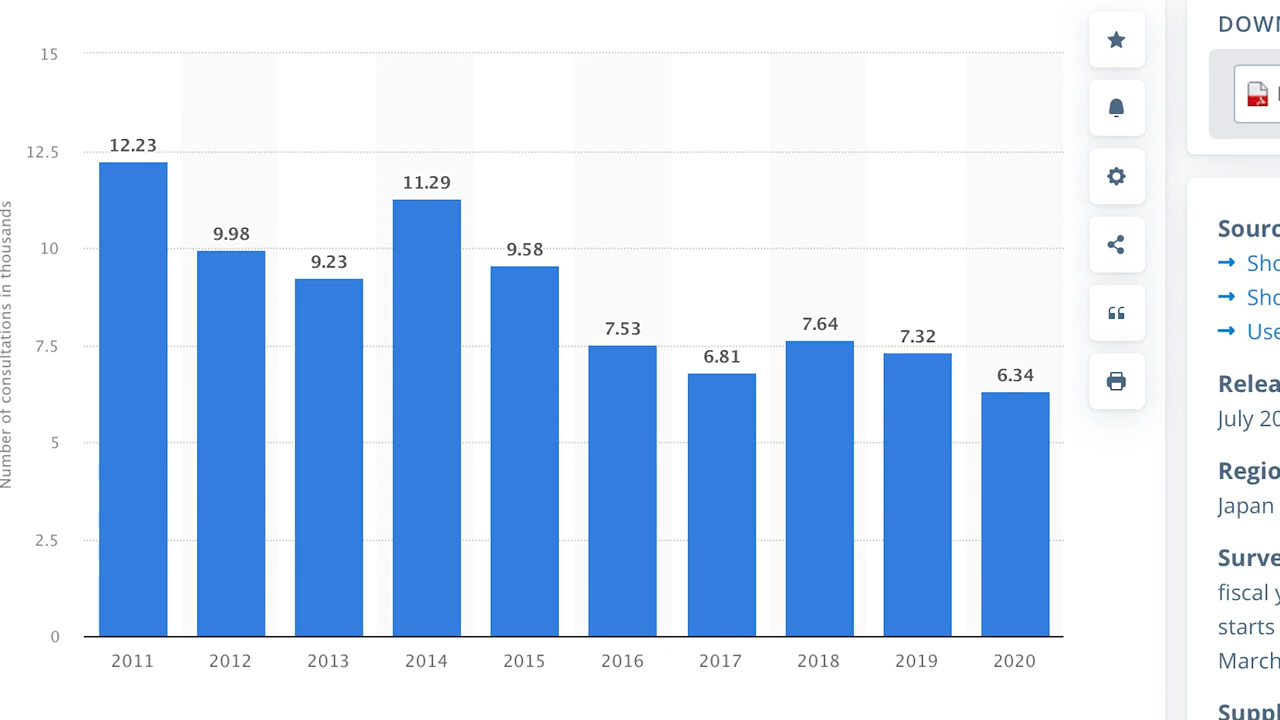 Number of consultations in thousands
15
12.5
10
7.5
5
2.5
0
12.23
9.98
9.23
11.29
9.58
7.53
6.81
7.64
7.32
6.34
2011 2012 2013 2014 2015 2016 2017 2018 2019 2020
DOWN
Sourc
Sho
Sho
Use
Relea
July 20
Regio
Japan
Surve
fiscal y
starts
March
Suppl